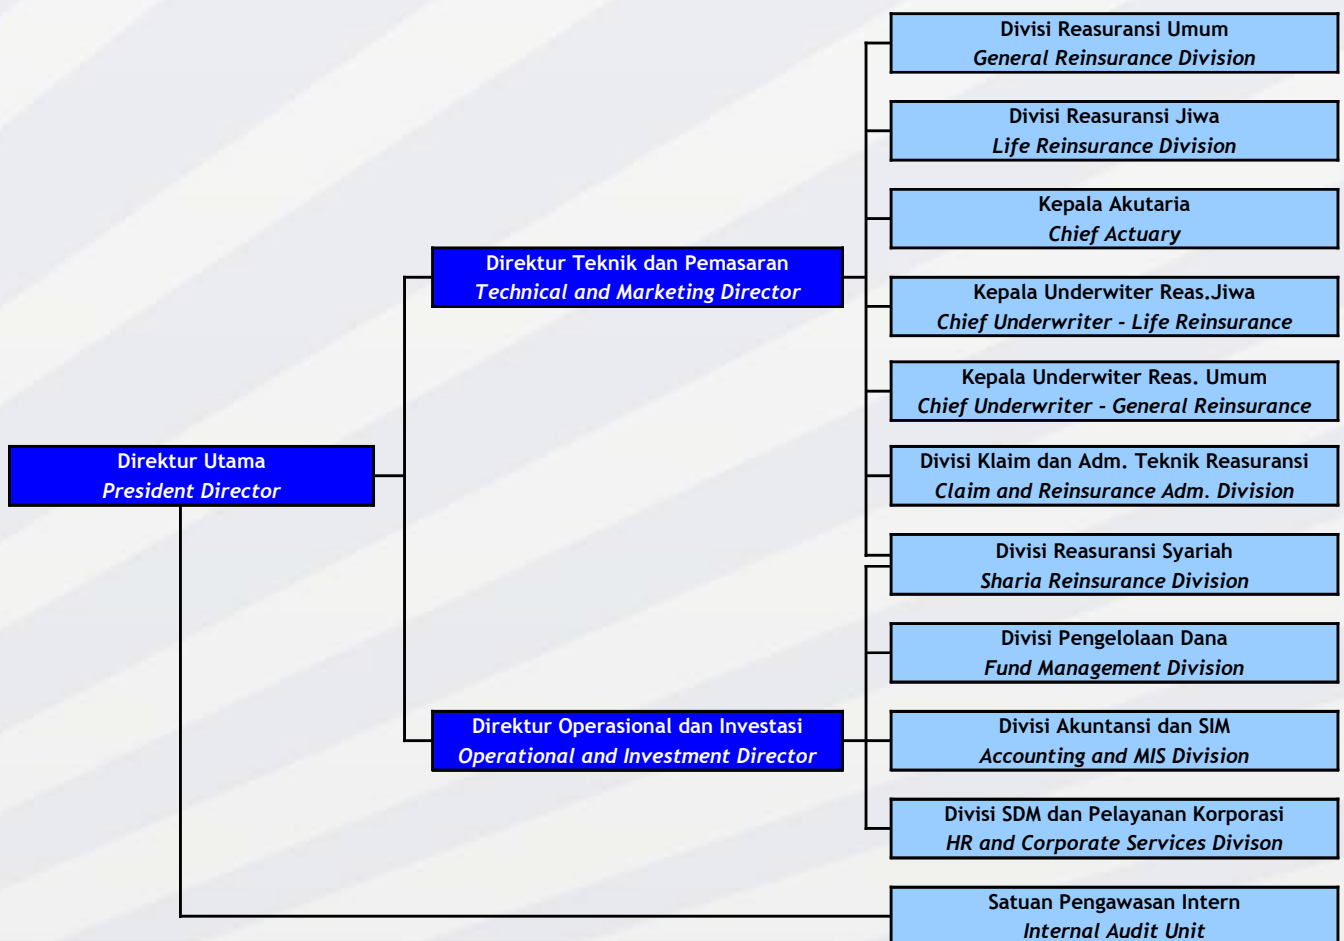 Divisi Reasuransi Umum
General Reinsurance Division
Divisi Reasuransi Jiwa
Life Reinsurance Division
Kepala Akutaria
Chief Actuary
Direktur Teknik dan Pemasaran
Technical and Marketing Director
Kepala Underwiter Reas.Jiwa
Chief Underwriter - Life Reinsurance
Kepala Underwiter Reas. Umum
Chief Underwriter - General Reinsurance
Direktur Utama
President Director
Divisi Klaim dan Adm. Teknik Reasuransi
Claim and Reinsurance Adm. Division
Divisi Reasuransi Syariah
Sharia Reinsurance Division
Divisi Pengelolaan Dana
Fund Management Division
Direktur Operasional dan Investasi
Operational and Investment Director
Divisi Akuntansi dan SIM
Accounting and MIS Division
Divisi SDM dan Pelayanan Korporasi
HR and Corporate Services Divison
Satuan Pengawasan Intern
Internal Audit Unit